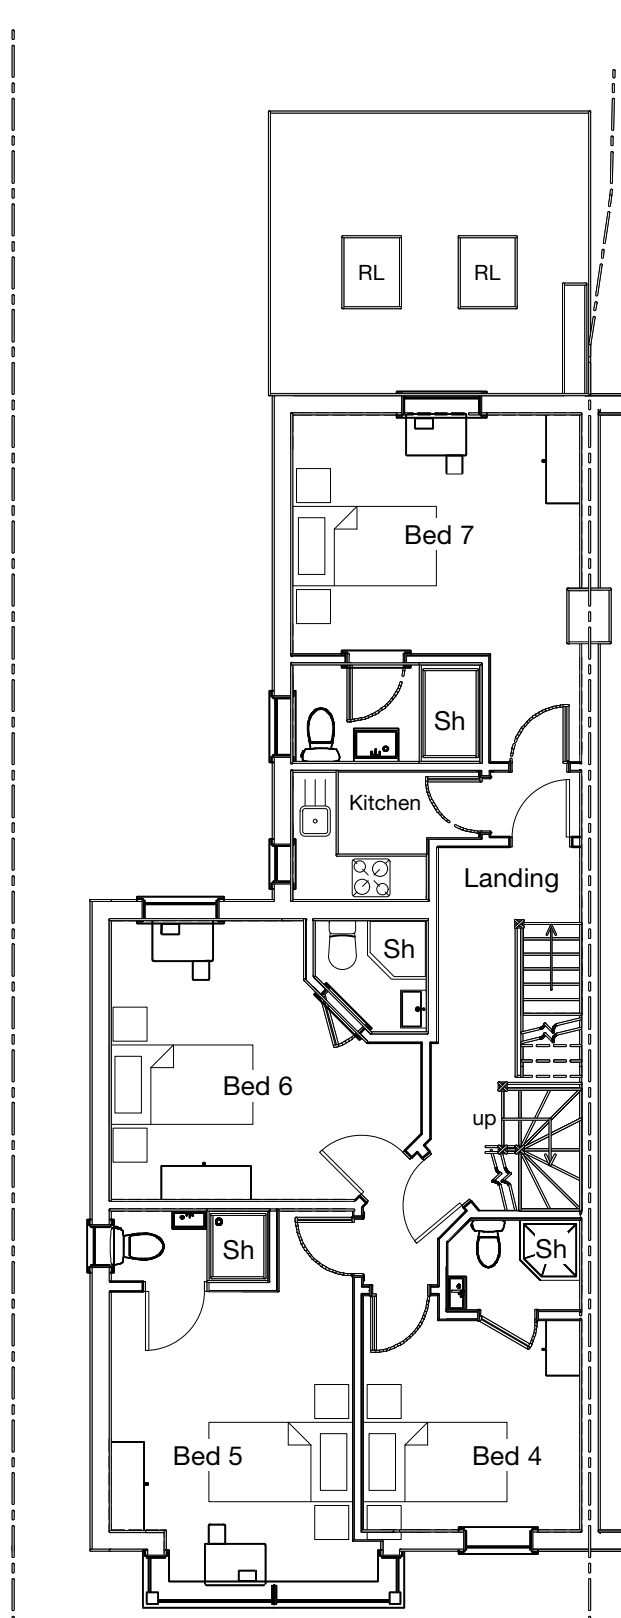 RL RL
Bed 7
Sh
Kitchen
Landing
Sh
Bed 6
up
Sh
Sh
Bed 5
Bed 4